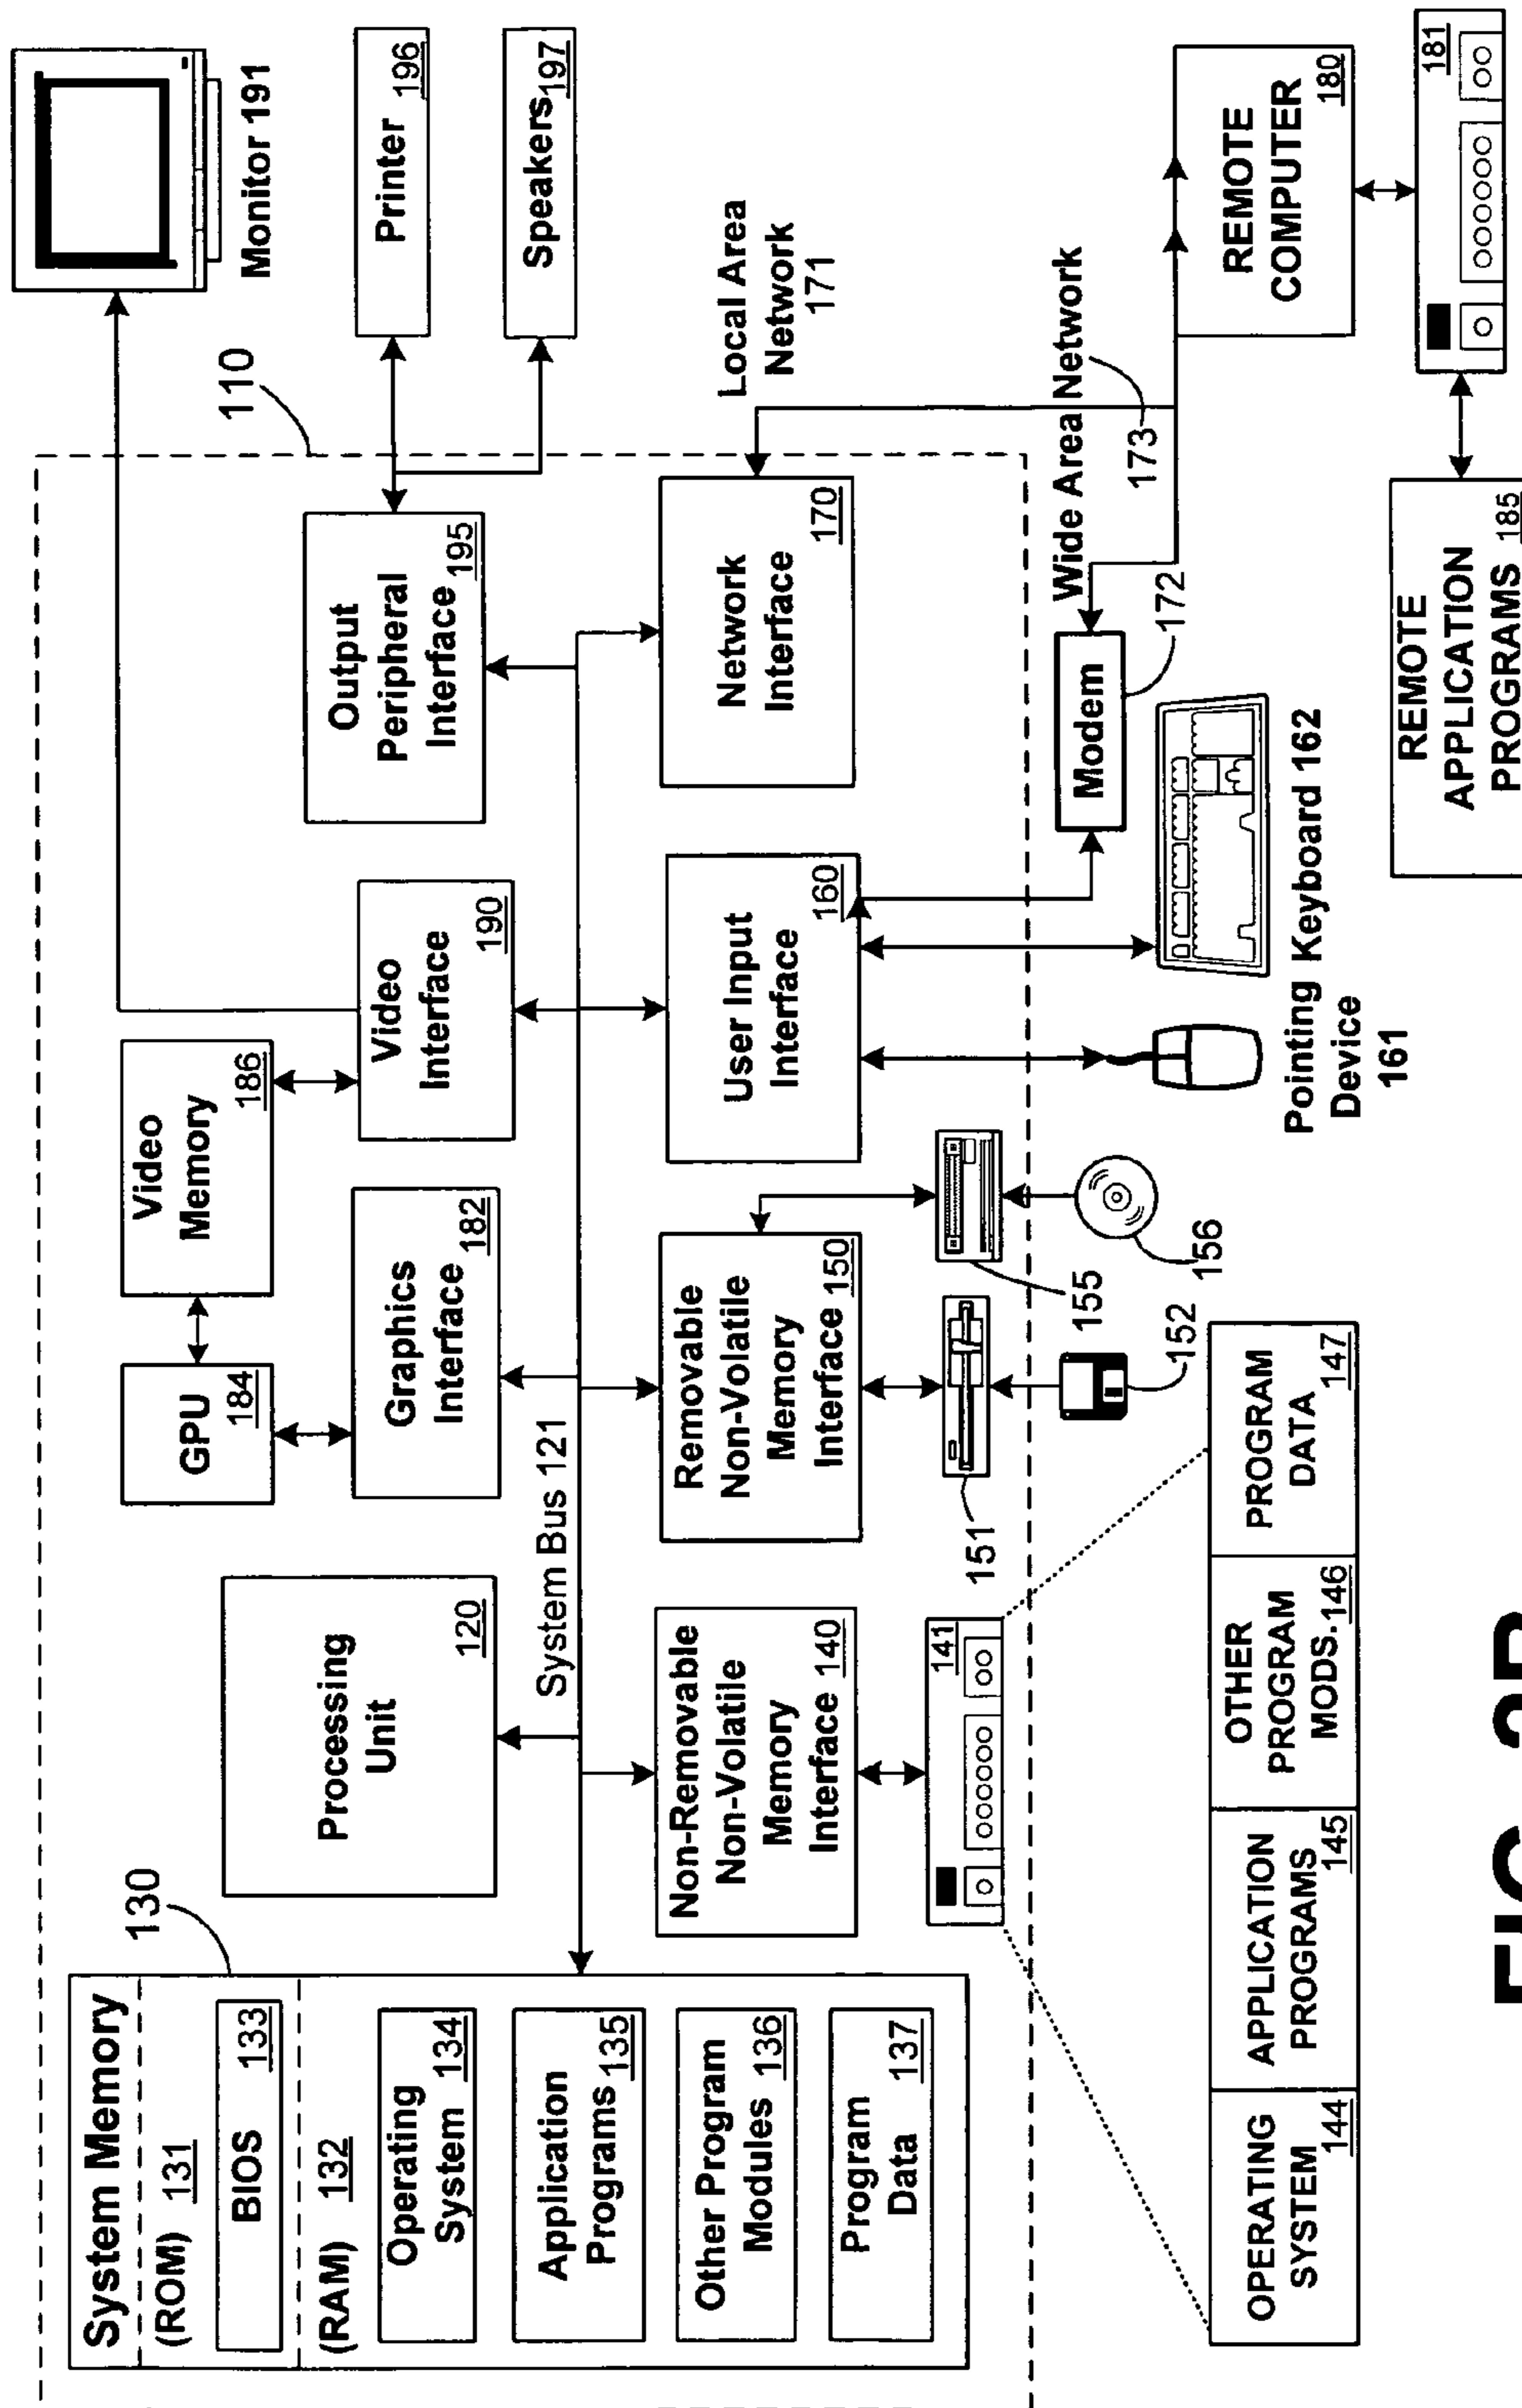 System Memory
(ROM) 131
BIOS 133
130
(RAM) 132
Operating
System 134
Application
Programs 135
Other Program
Modules 136
Program
Data 137
Processing
Unit
120
System Bus 121
GPU
184
Video
Memory
186
Graphics
Interface
182
Video
Interface
190
Output
Peripheral
Interface 195
110
Monitor 191
Printer
196
Speakers 197
Non-Removable
Non-Volatile
Memory
Interface 140
Removable
Non-Volatile
Memory
Interface 150
User Input
Interface
160
Network
Interface
170
Local Area
Network
171
141
151
152
155
156
Wide Area Network
173
Modem
172
Pointing
Device
161
Keyboard 162
REMOTE
COMPUTER
180
181
REMOTE
APPLICATION
PROGRAMS 185
OPERATING
SYSTEM 144
APPLICATION
PROGRAMS 145
OTHER
PROGRAM
MODS. 146
PROGRAM
DATA 147